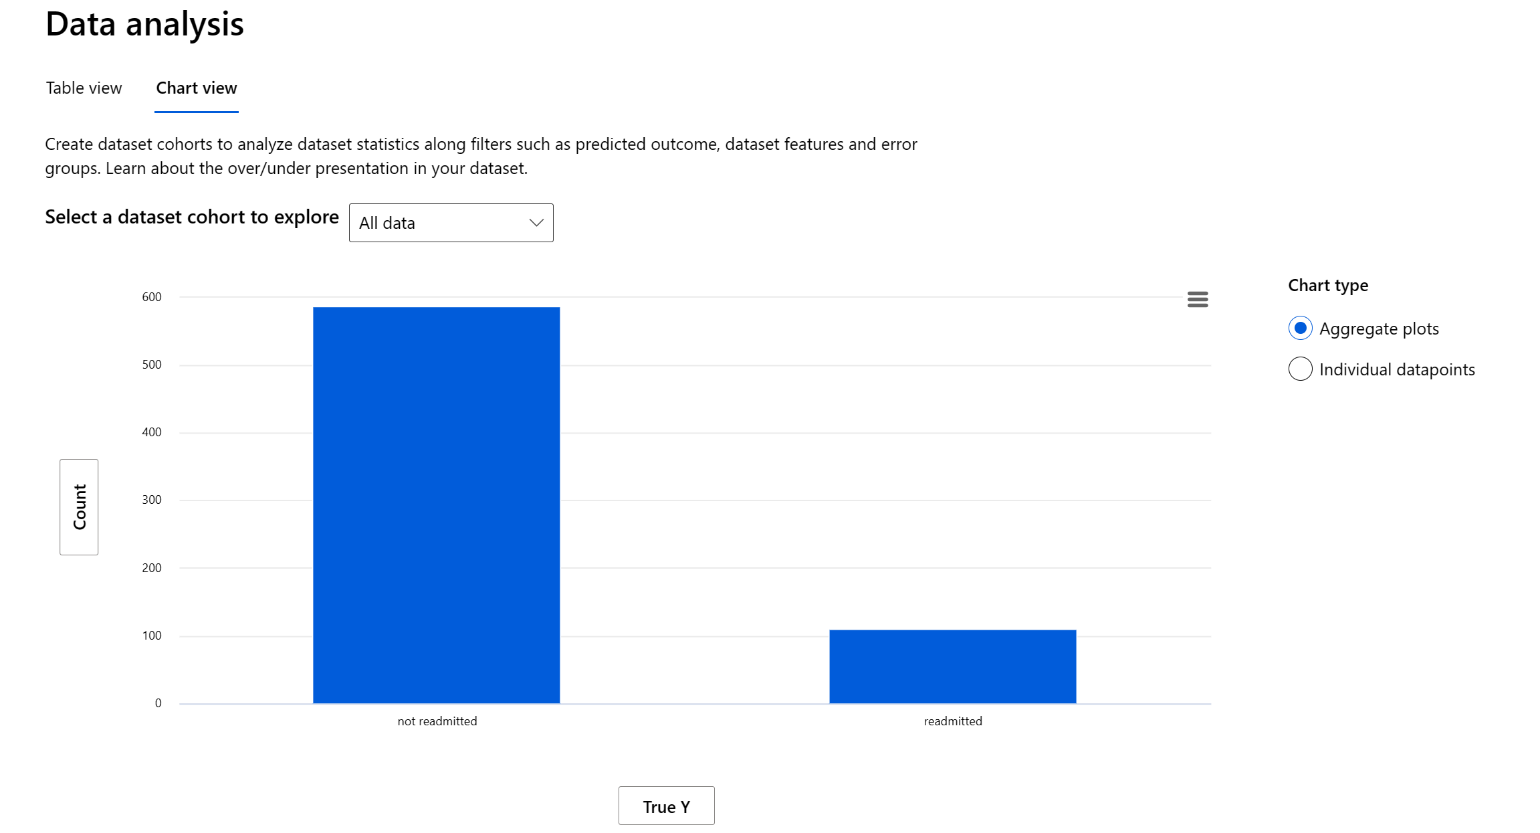 Data analysis
Table view
Chart view
Create dataset cohorts to analyze dataset statistics along filters such as predicted outcome, dataset features and error
groups. Learn about the over/under presentation in your dataset.
Select a dataset cohort to explore
All data
Chart type
Aggregate plots
Individual datapoints
600
500
400
300
200
100
0
Count
not readmitted
readmitted
True Y